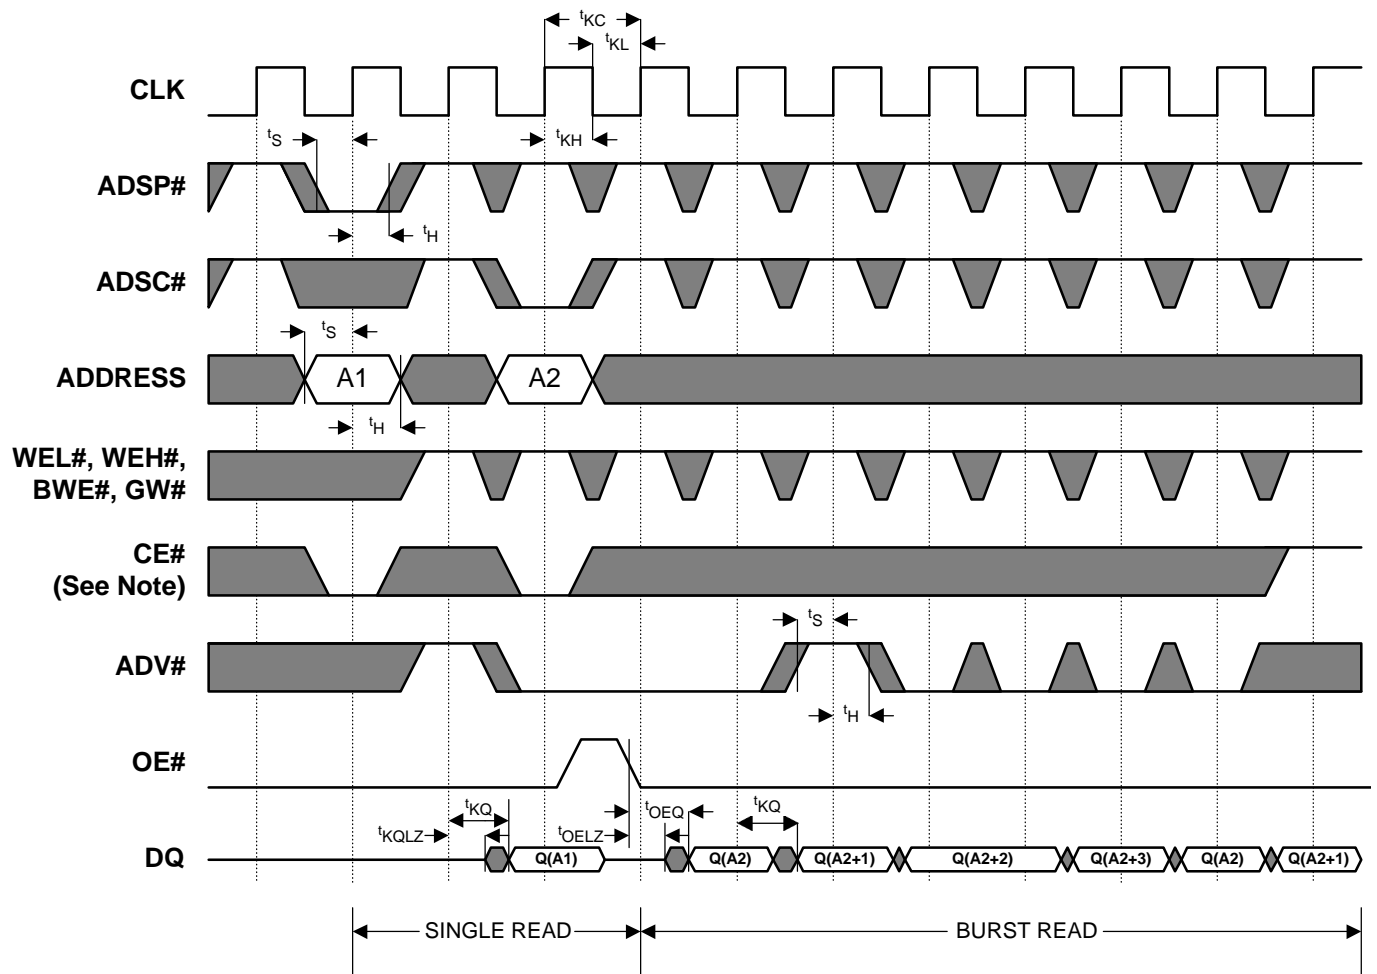 tKC
tKL
CLK
tS
tKH
ADSP#
tH
ADSC#
tS
ADDRESS
A1
A2
tH
WEL#, WEH#,
BWE#, GW#
CE#
(See Note)
tS
ADV#
tH
OE#
tKQ
tOEQ
tKQ
tKQLZ
tOELZ
DQ
Q(A1)
Q(A2)
Q(A2+1)
Q(A2+2)
Q(A2+3)
Q(A2)
Q(A2+1)
SINGLE READ
BURST READ